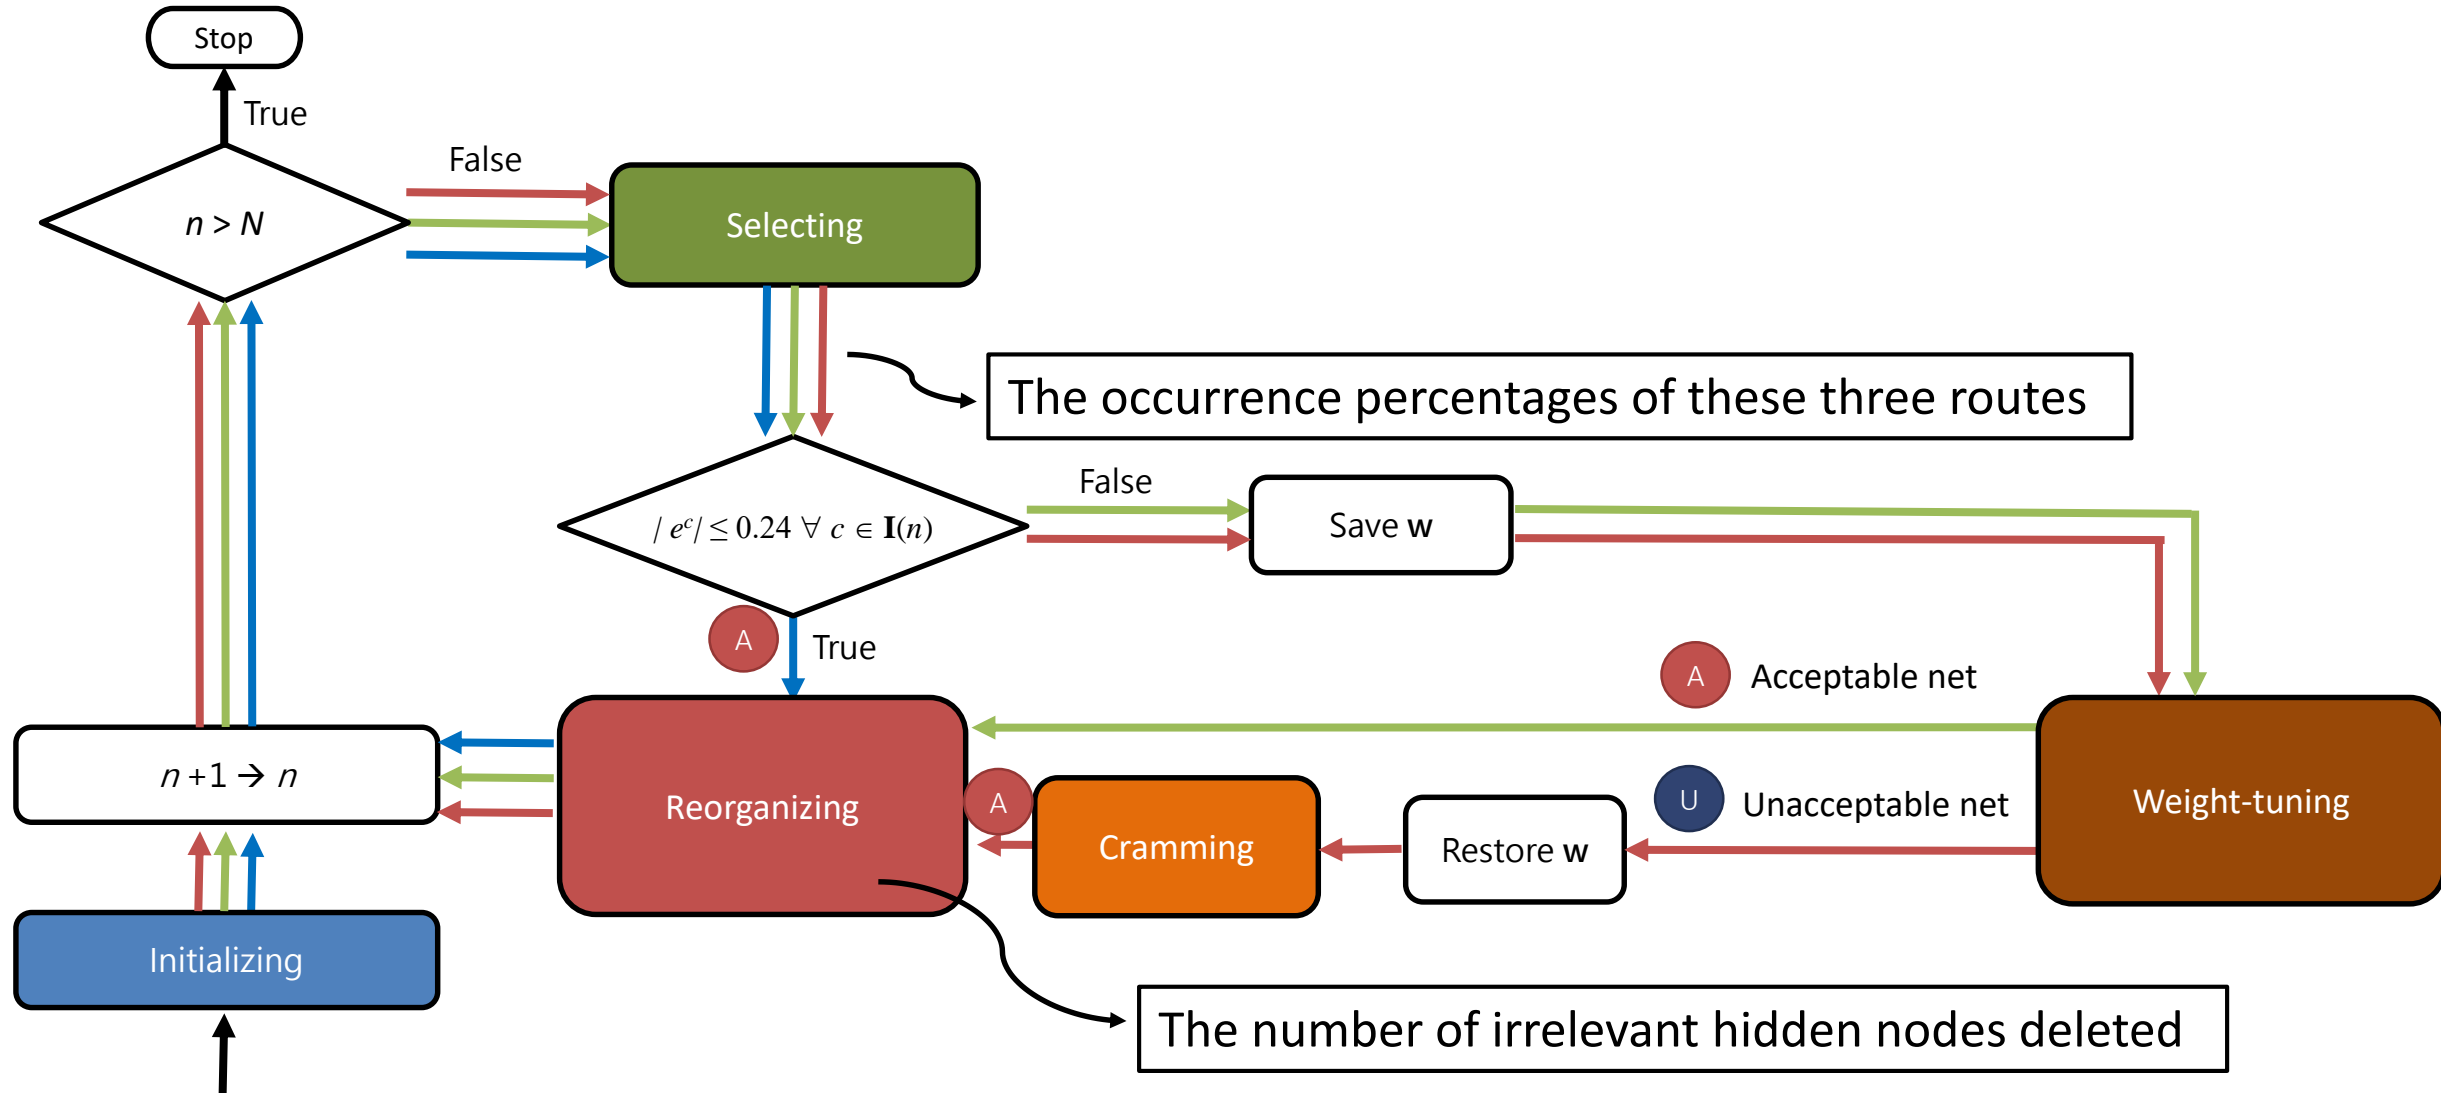 Stop
True
False
n > N
Selecting
The occurrence percentages of these three routes
False
| eᶜ| ≤ 0.24 ∀ c ∈ I(n)
Save w
A
True
A
Acceptable net
n +1 → n
Reorganizing
A
Cramming
Restore w
U
Unacceptable net
Weight-tuning
Initializing
The number of irrelevant hidden nodes deleted